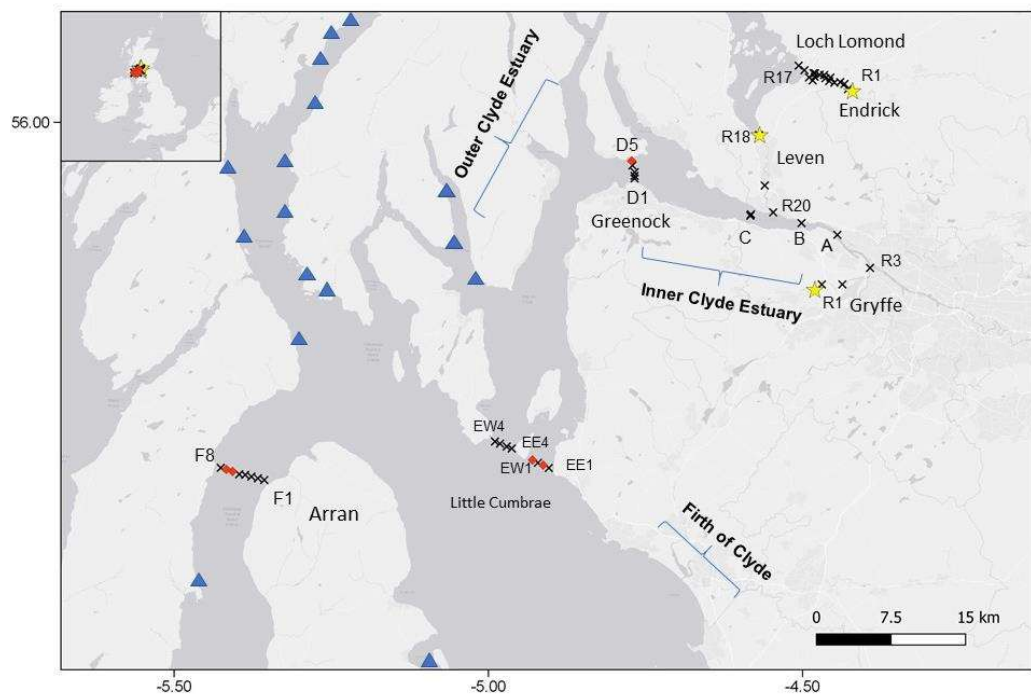 Loch Lomond
R17
R1
Endrick
56.00
Outer Clyde Estuary
R18
Leven
D5
D1
Greenock
R20
C
B
A
R3
Inner Clyde Estuary
R1
Gryffe
EW4
EE4
F8
EW1
EE1
F1
Little Cumbrae
Arran
Firth of Clyde
0 7.5 15 km
-5.50 -5.00 -4.50